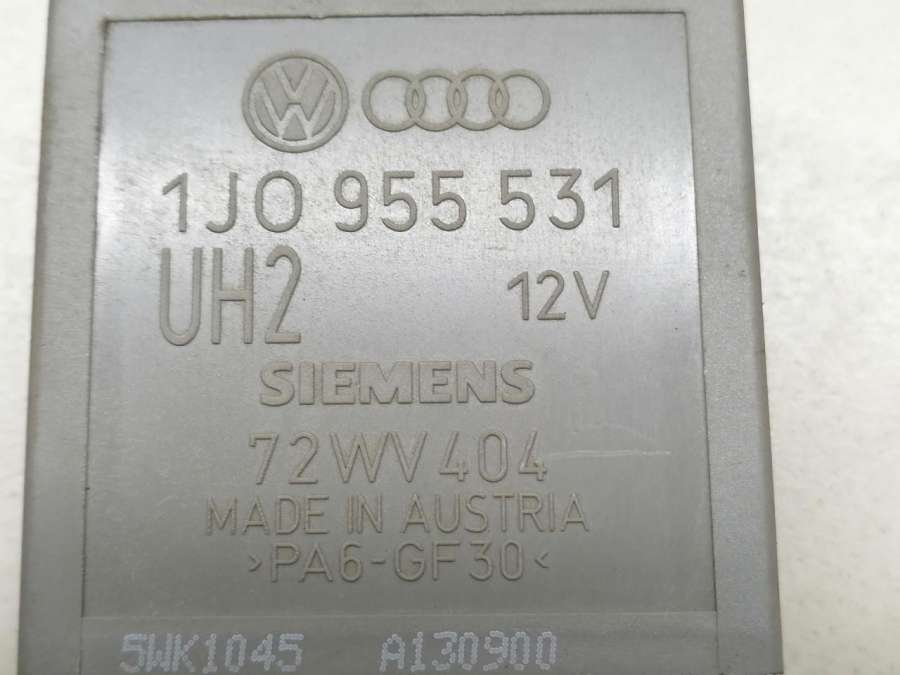 1J0 955 531
UH2 12V
SIEMENS
72WV404
MADE IN AUSTRIA
>PA6-GF30<
5WK1045 A130900